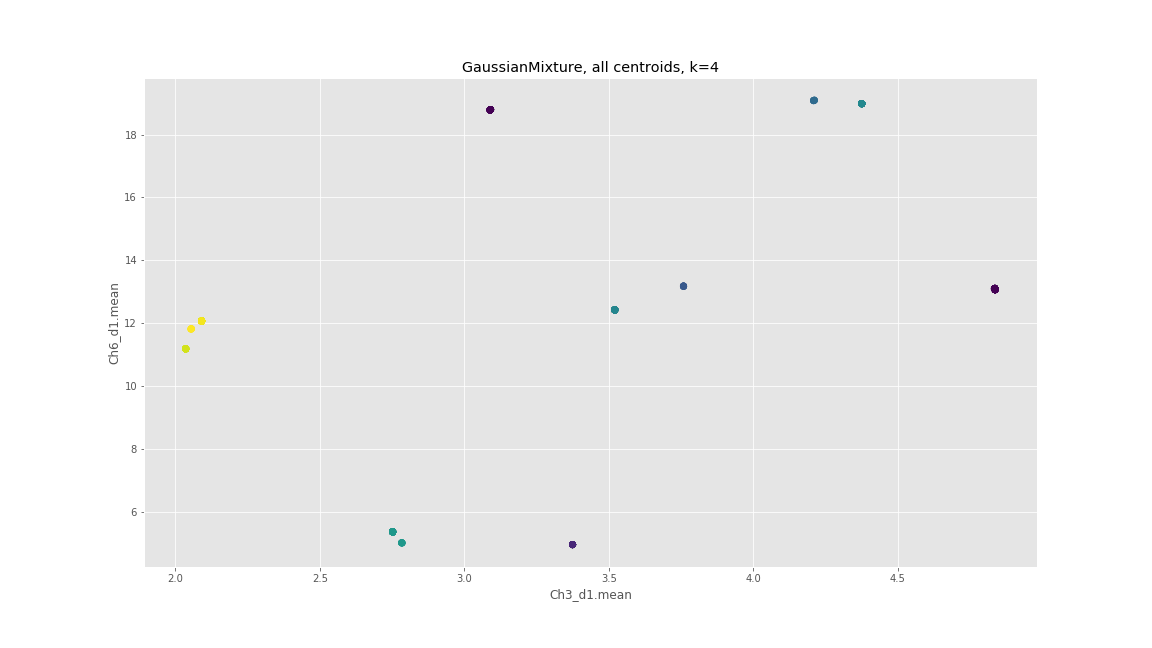 GaussianMixture, all centroids, k=4
18
16
14
12
10
8
6
Ch6_d1.mean
2.0 2.5 3.0 3.5 4.0 4.5
Ch3_d1.mean